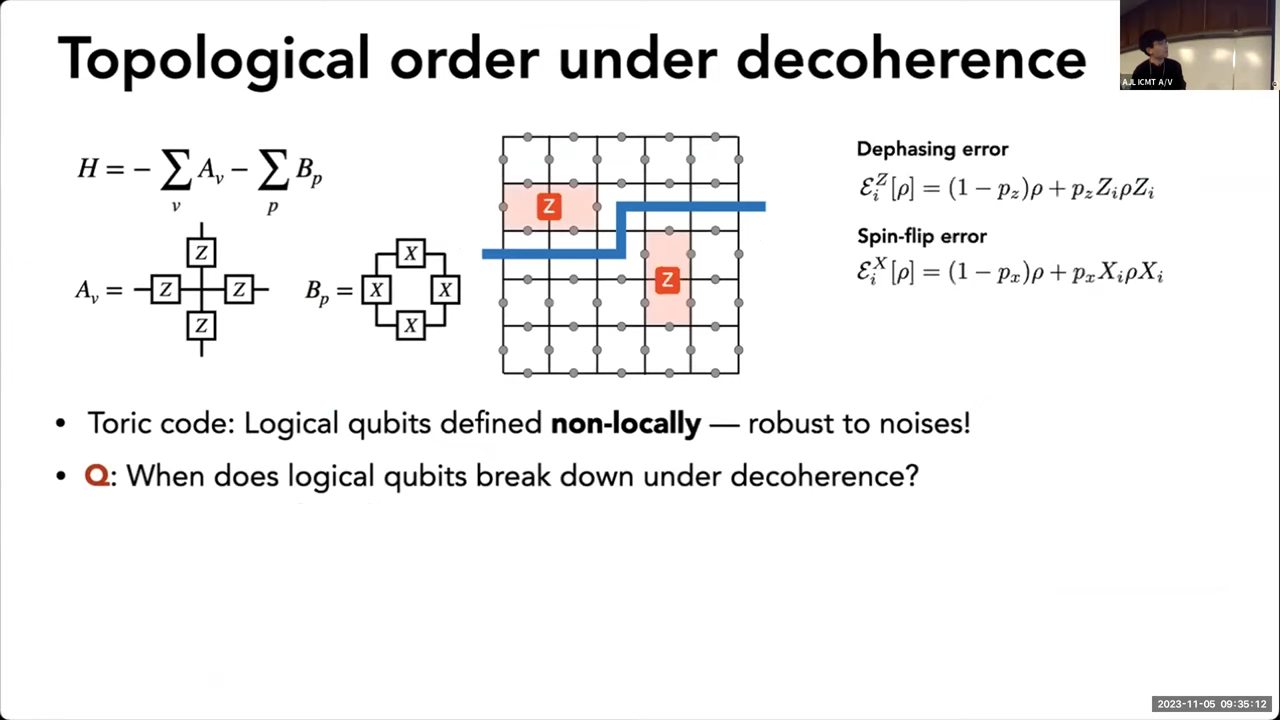 Topological order under decoherence
AJL ICMT A/V
H = − ∑_v A_v − ∑_p B_p
A_v =
Z
Z Z
Z
B_p =
X
X X
X
Z
Z
Dephasing error
ℰ_i^Z[ρ] = (1 − p_z)ρ + p_z Z_i ρ Z_i
Spin-flip error
ℰ_i^X[ρ] = (1 − p_x)ρ + p_x X_i ρ X_i
• Toric code: Logical qubits defined non-locally — robust to noises!
• Q: When does logical qubits break down under decoherence?
2023-11-05 09:35:12